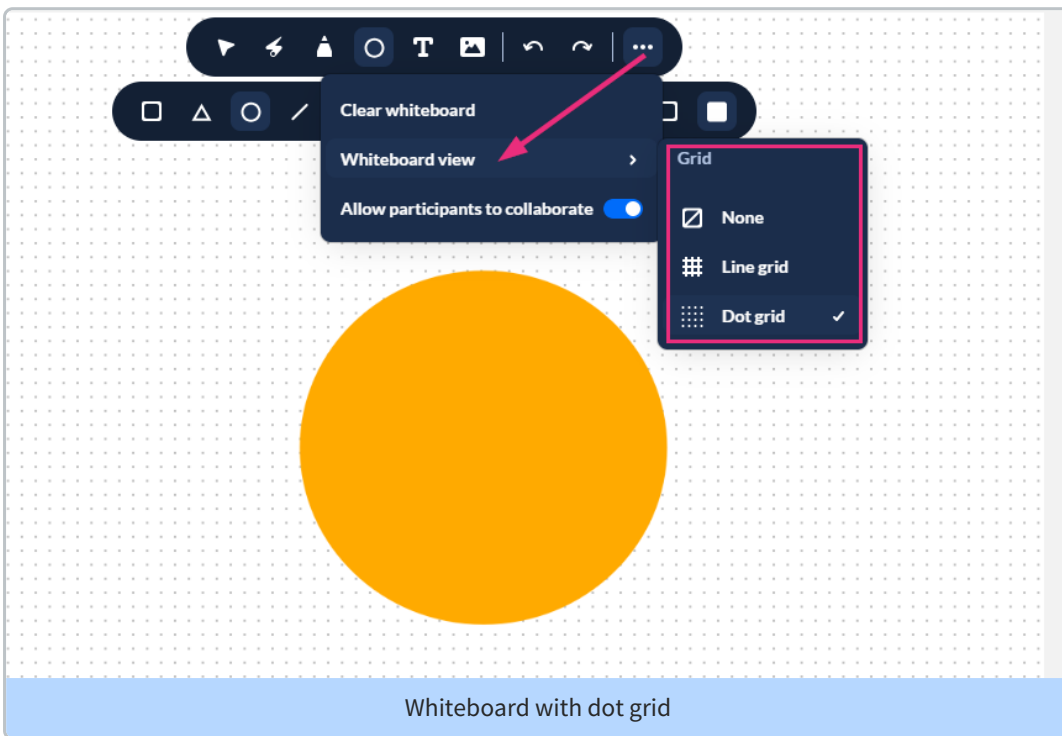 T
Clear whiteboard
Whiteboard view
Allow participants to collaborate
Grid
None
Line grid
Dot grid
Whiteboard with dot grid